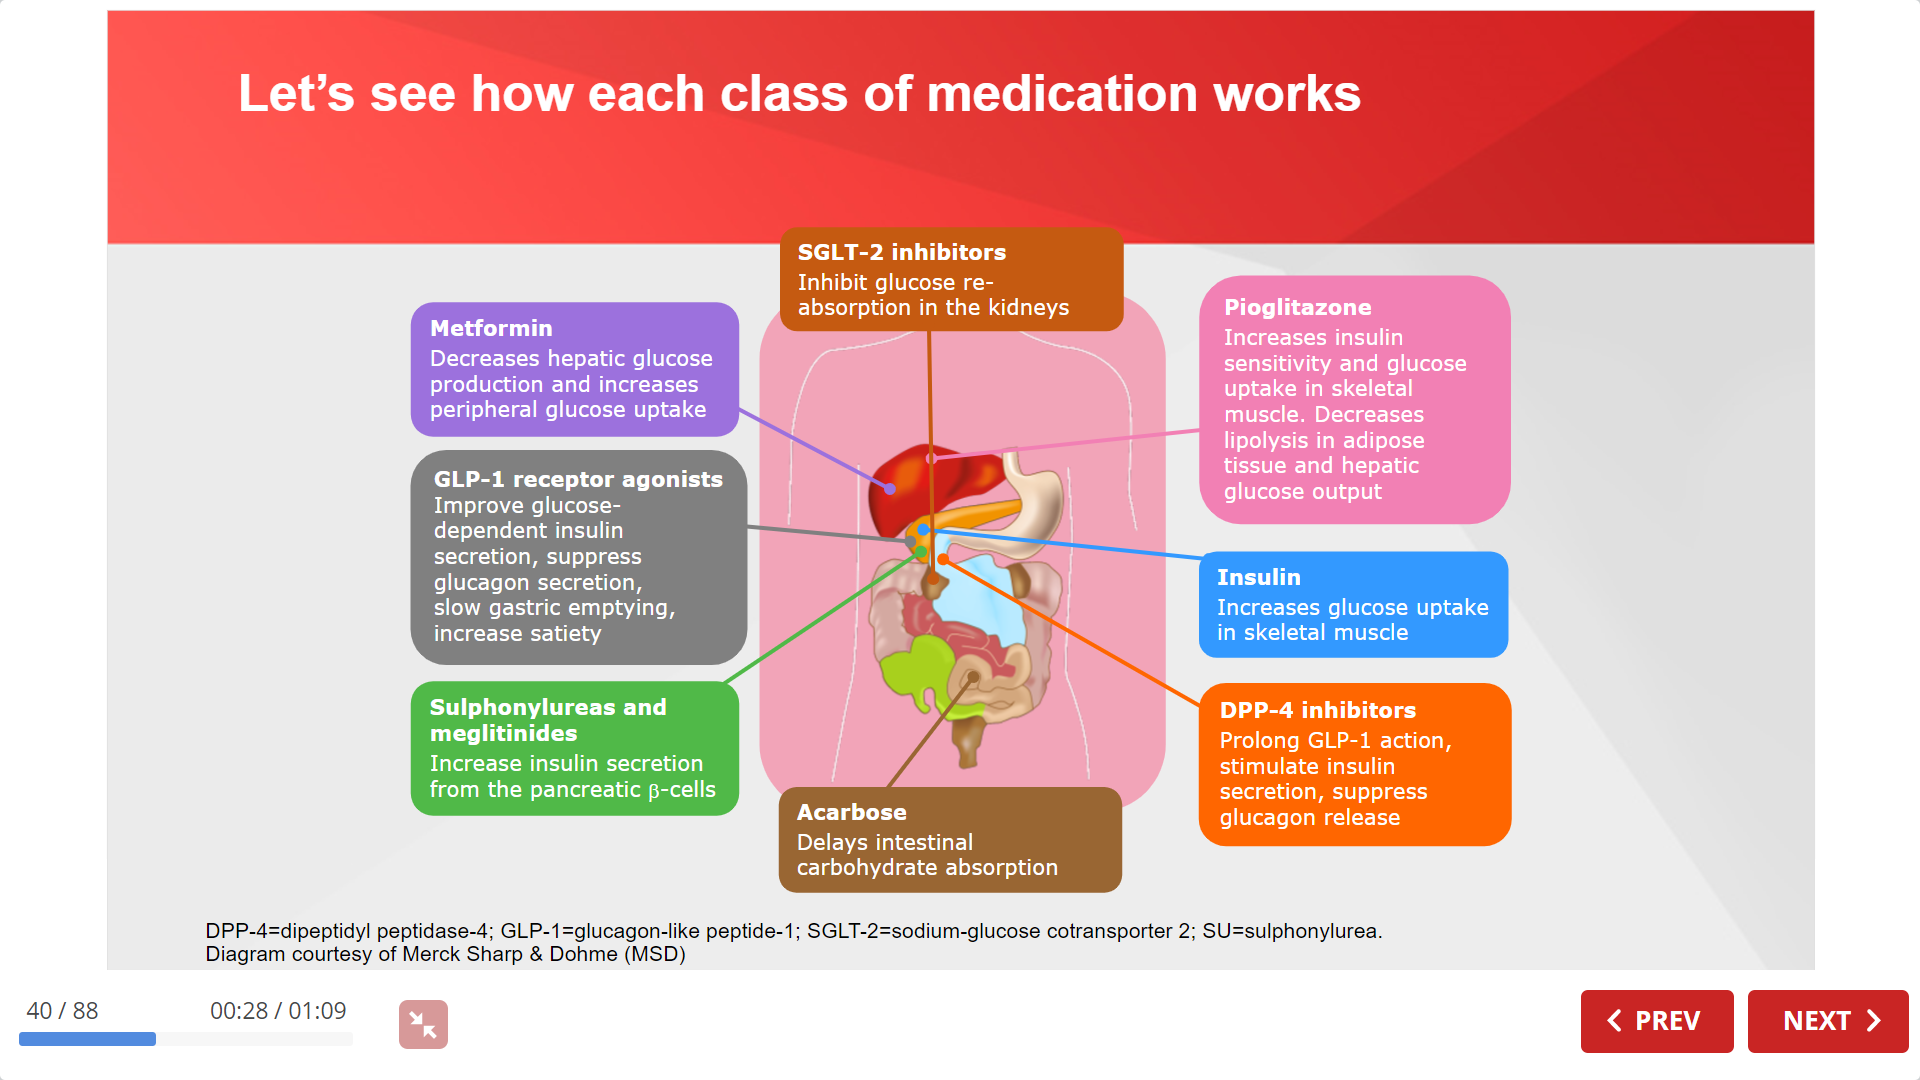 Let’s see how each class of medication works
SGLT-2 inhibitors
Inhibit glucose re-
absorption in the kidneys
Metformin
Decreases hepatic glucose
production and increases
peripheral glucose uptake
Pioglitazone
Increases insulin
sensitivity and glucose
uptake in skeletal
muscle. Decreases
lipolysis in adipose
tissue and hepatic
glucose output
GLP-1 receptor agonists
Improve glucose-
dependent insulin
secretion, suppress
glucagon secretion,
slow gastric emptying,
increase satiety
Insulin
Increases glucose uptake
in skeletal muscle
Sulphonylureas and
meglitinides
Increase insulin secretion
from the pancreatic β-cells
DPP-4 inhibitors
Prolong GLP-1 action,
stimulate insulin
secretion, suppress
glucagon release
Acarbose
Delays intestinal
carbohydrate absorption
DPP-4=dipeptidyl peptidase-4; GLP-1=glucagon-like peptide-1; SGLT-2=sodium-glucose cotransporter 2; SU=sulphonylurea.
Diagram courtesy of Merck Sharp & Dohme (MSD)
40 / 88
00:28 / 01:09
PREV
NEXT